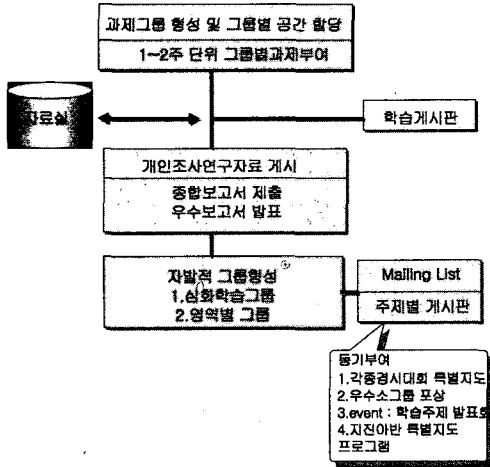 과제그룹 형성 및 그룹별 공간 할당
1~2주 단위 그룹별과제부여
자료실
학습게시판
개인조사연구자료 게시
종합보고서 제출
우수보고서 발표
자발적 그룹형성
1.심화학습그룹
2.영역별 그룹
Mailing List
주제별 게시판
동기부여
1.각종경시대회 특별지도
2.우수소그룹 포상
3.event : 학습주제 발표회
4.지진아반 특별지도
프로그램